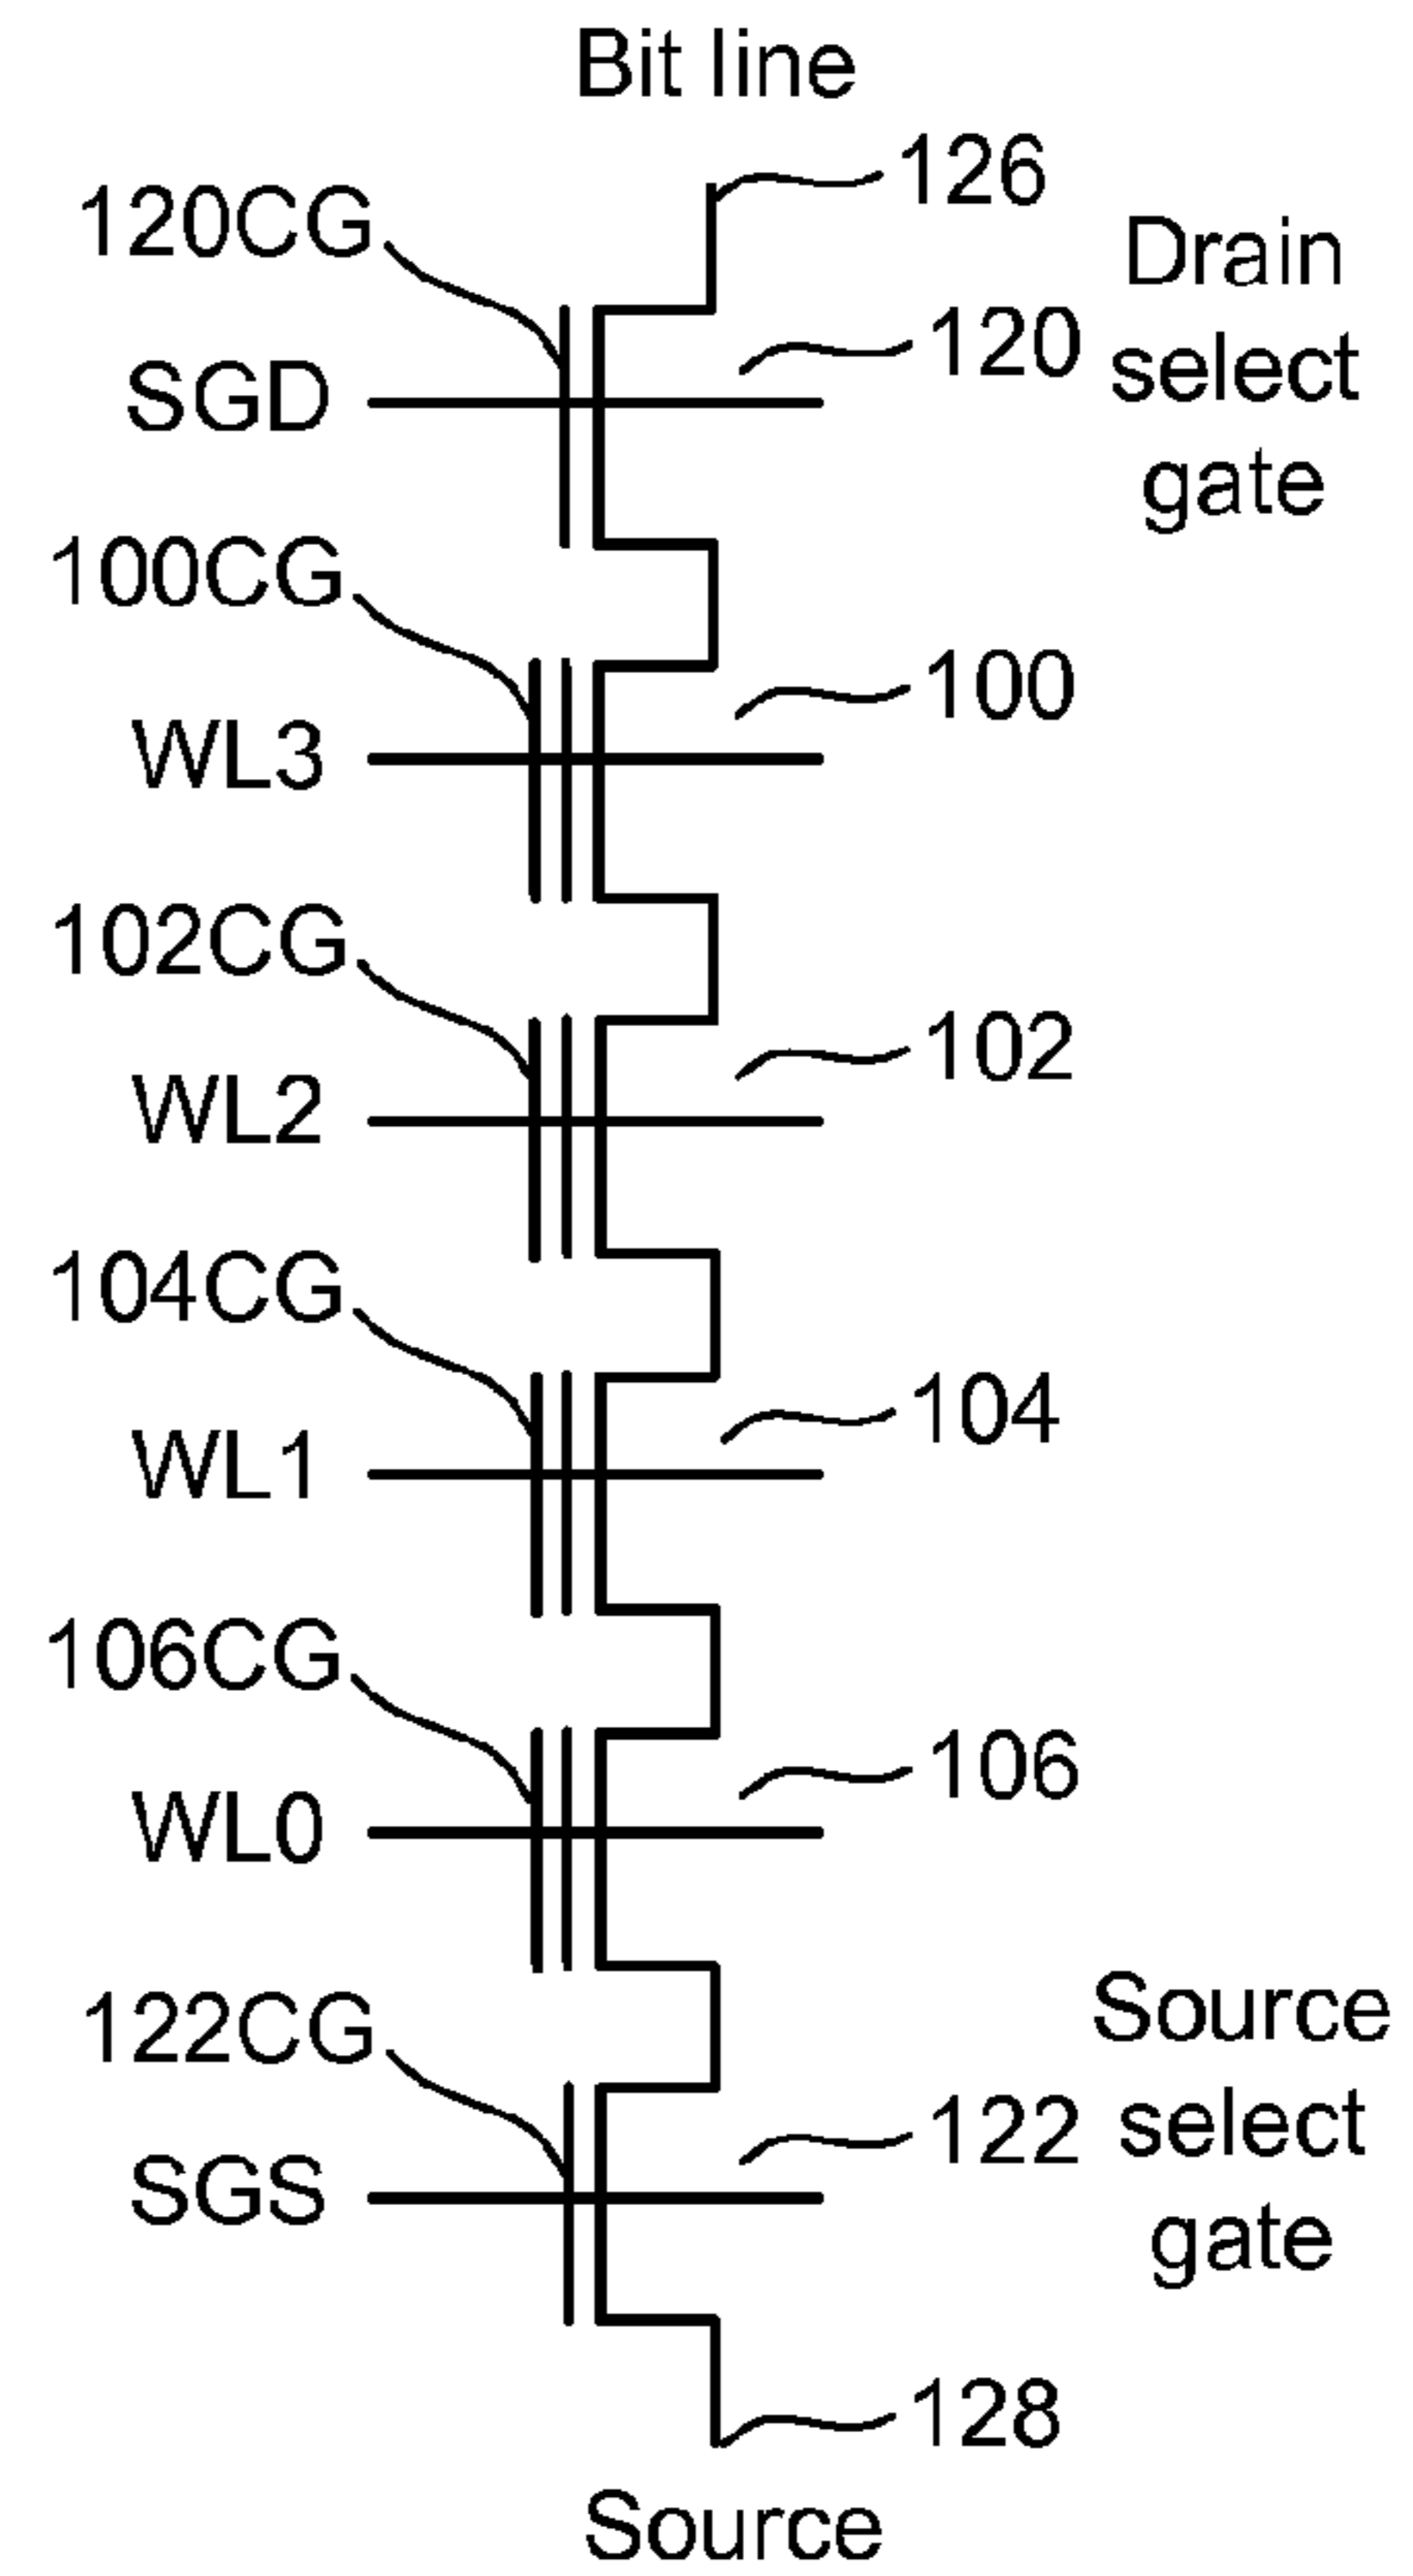 Bit line
126
120CG
Drain
select
gate
120
SGD
100CG
100
WL3
102CG
102
WL2
104CG
104
WL1
106CG
106
WL0
122CG
Source
select
gate
122
SGS
128
Source